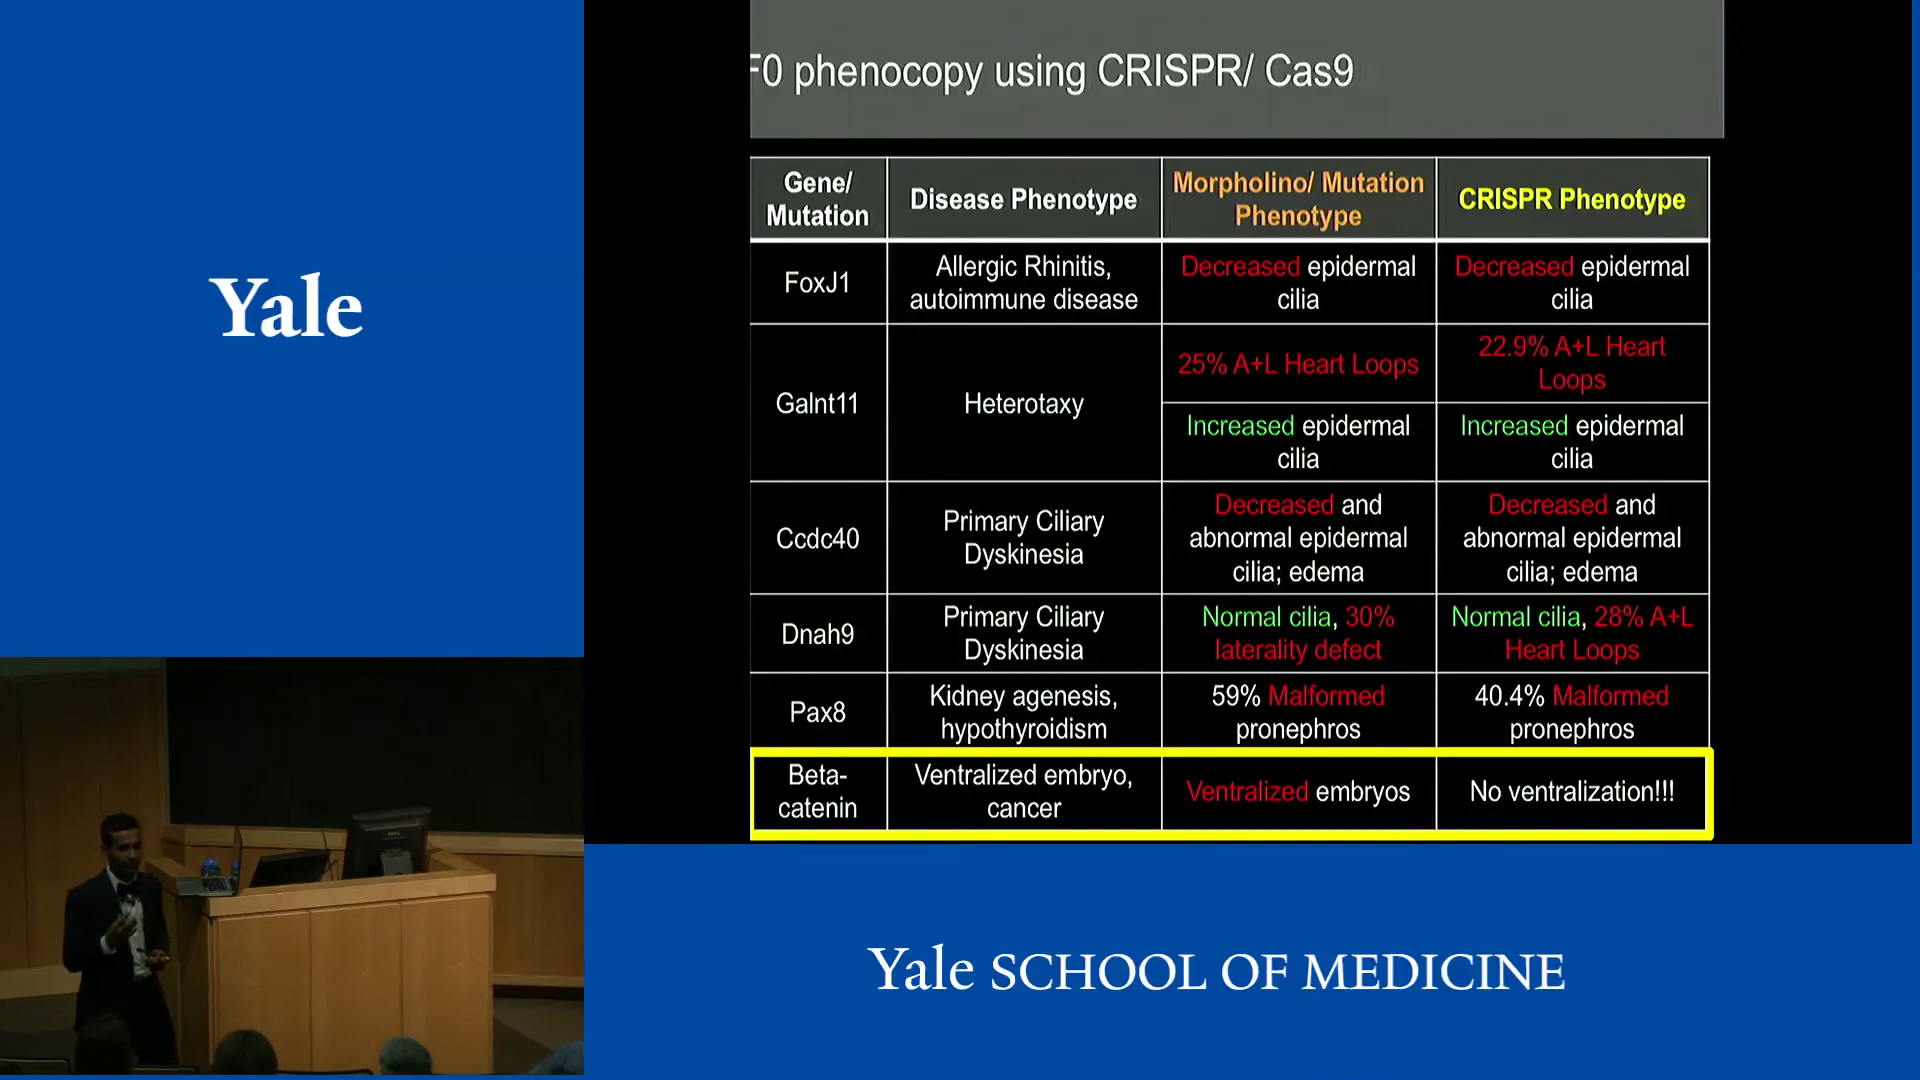 Yale
F0 phenocopy using CRISPR/ Cas9
Gene/
Mutation
Disease Phenotype
Morpholino/ Mutation
Phenotype
CRISPR Phenotype
FoxJ1
Allergic Rhinitis,
autoimmune disease
Decreased epidermal
cilia
Decreased epidermal
cilia
Galnt11
Heterotaxy
25% A+L Heart Loops
22.9% A+L Heart
Loops
Increased epidermal
cilia
Increased epidermal
cilia
Ccdc40
Primary Ciliary
Dyskinesia
Decreased and
abnormal epidermal
cilia; edema
Decreased and
abnormal epidermal
cilia; edema
Dnah9
Primary Ciliary
Dyskinesia
Normal cilia, 30%
laterality defect
Normal cilia, 28% A+L
Heart Loops
Pax8
Kidney agenesis,
hypothyroidism
59% Malformed
pronephros
40.4% Malformed
pronephros
Beta-
catenin
Ventralized embryo,
cancer
Ventralized embryos
No ventralization!!!
Yale SCHOOL OF MEDICINE